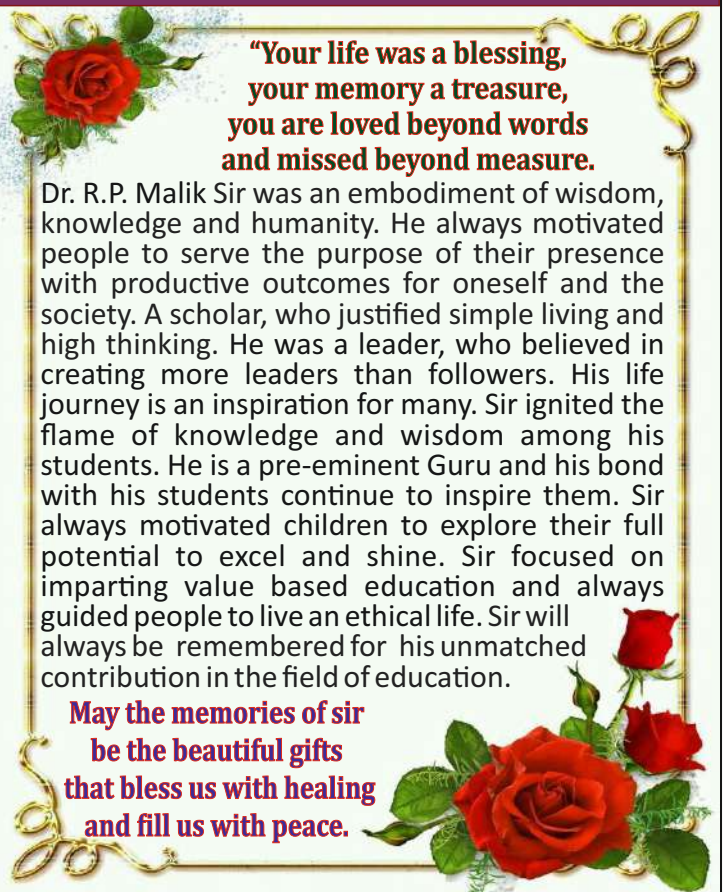 “Your life was a blessing,
your memory a treasure,
you are loved beyond words
and missed beyond measure.
Dr. R.P. Malik Sir was an embodiment of wisdom,
knowledge and humanity. He always motivated
people to serve the purpose of their presence
with productive outcomes for oneself and the
society. A scholar, who justified simple living and
high thinking. He was a leader, who believed in
creating more leaders than followers. His life
journey is an inspiration for many. Sir ignited the
flame of knowledge and wisdom among his
students. He is a pre-eminent Guru and his bond
with his students continue to inspire them. Sir
always motivated children to explore their full
potential to excel and shine. Sir focused on
imparting value based education and always
guided people to live an ethical life. Sir will
always be remembered for his unmatched
contribution in the field of education.
May the memories of sir
be the beautiful gifts
that bless us with healing
and fill us with peace.